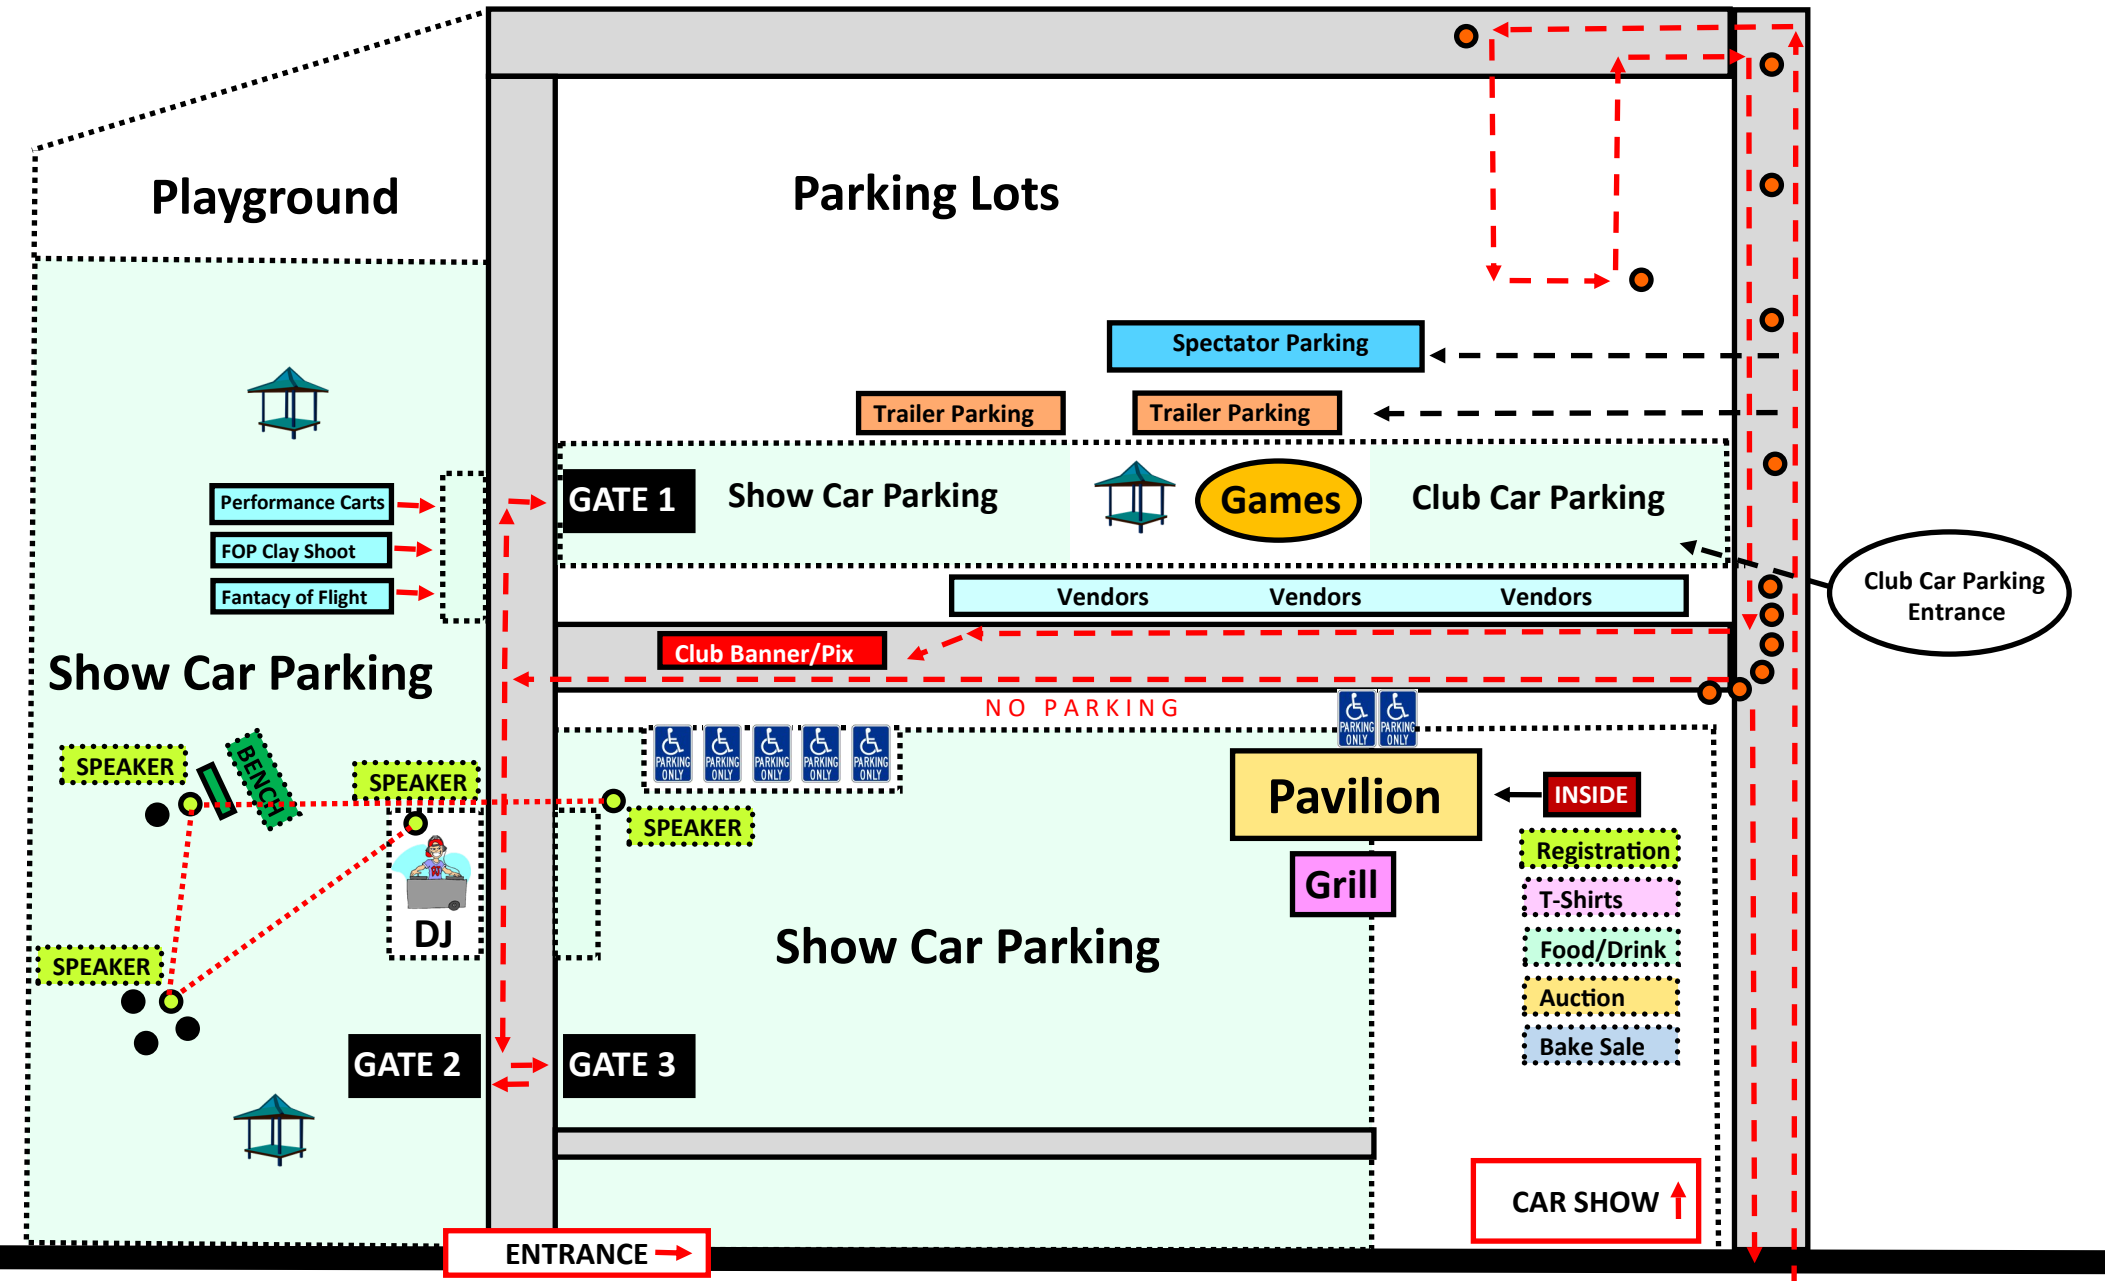 Playground
Parking Lots
Spectator Parking
Trailer Parking
Trailer Parking
GATE 1
Show Car Parking
Games
Club Car Parking
Performance Carts
FOP Clay Shoot
Fantacy of Flight
Club Car Parking
Entrance
Vendors
Vendors
Vendors
Show Car Parking
Club Banner/Pix
NO PARKING
PARKING
ONLY
PARKING
ONLY
PARKING
ONLY
PARKING
ONLY
PARKING
ONLY
PARKING
ONLY
PARKING
ONLY
SPEAKER
BENCH
SPEAKER
SPEAKER
Pavilion
INSIDE
Registration
Grill
T-Shirts
DJ
Show Car Parking
Food/Drink
SPEAKER
Auction
Bake Sale
GATE 2
GATE 3
CAR SHOW
ENTRANCE